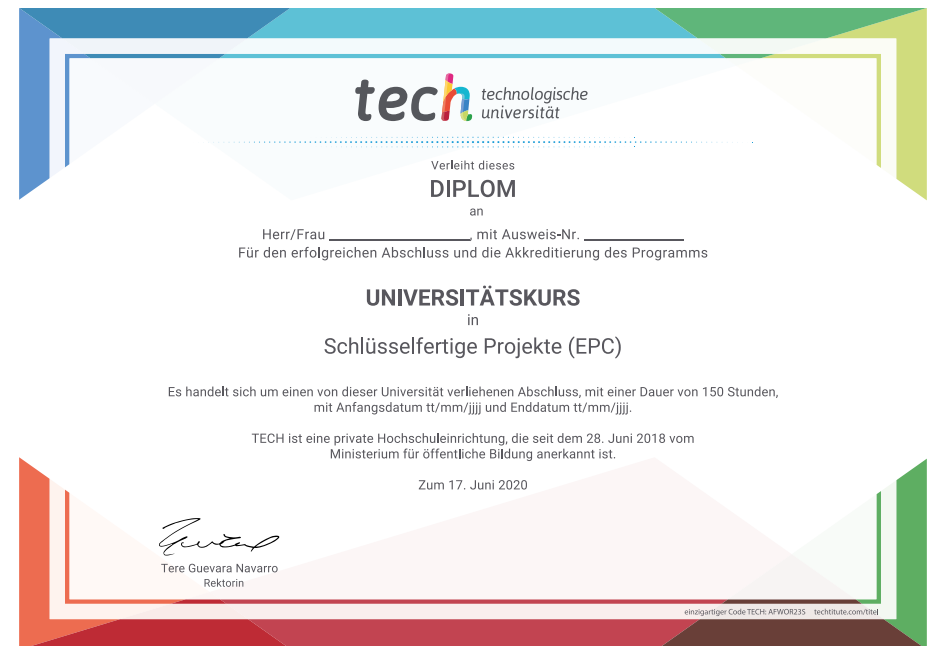 tech technologische
universität
Verleiht dieses
DIPLOM
an
Herr/Frau ____________________, mit Ausweis-Nr. __________________
Für den erfolgreichen Abschluss und die Akkreditierung des Programms
UNIVERSITÄTSKURS
in
Schlüsselfertige Projekte (EPC)
Es handelt sich um einen von dieser Universität verliehenen Abschluss, mit einer Dauer von 150 Stunden,
mit Anfangsdatum tt/mm/jjjj und Enddatum tt/mm/jjjj.
TECH ist eine private Hochschuleinrichtung, die seit dem 28. Juni 2018 vom
Ministerium für öffentliche Bildung anerkannt ist.
Zum 17. Juni 2020
Tere Guevara Navarro
Rektorin
einzigartiger Code TECH: AFWOR23S techtitute.com/titel